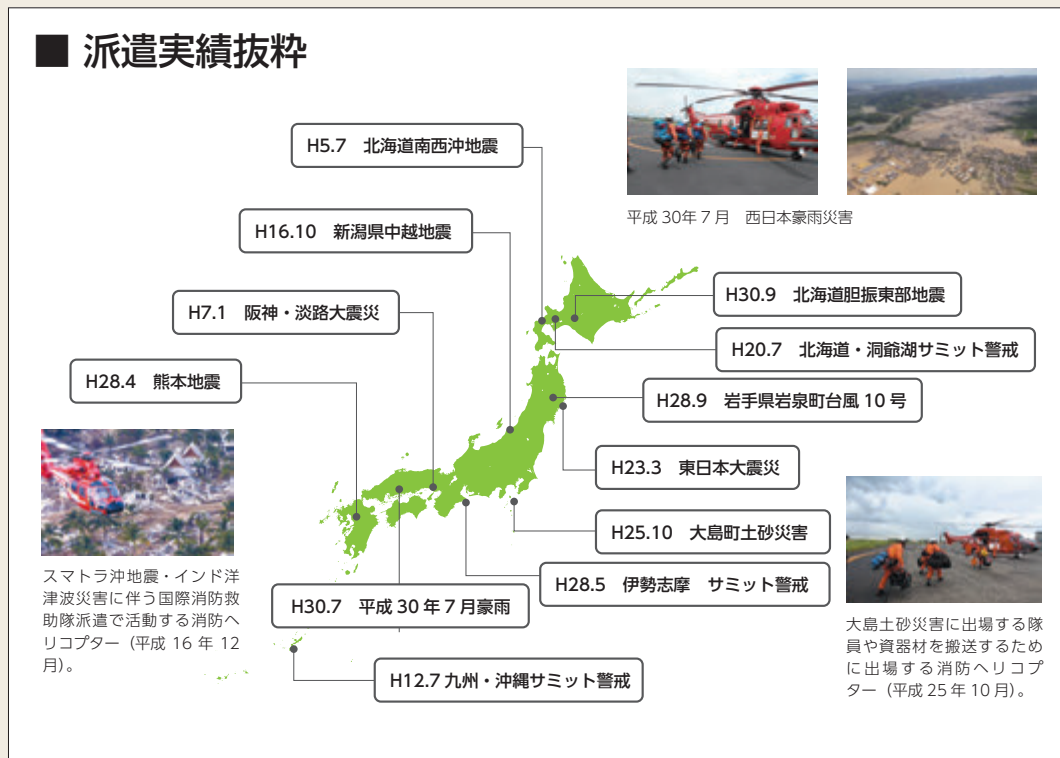 ■ 派遣実績抜粋
H5.7 北海道南西沖地震
平成 30年 7 月 西日本豪雨災害
H16.10 新潟県中越地震
H30.9 北海道胆振東部地震
H7.1 阪神・淡路大震災
H20.7 北海道・洞爺湖サミット警戒
H28.4 熊本地震
H28.9 岩手県岩泉町台風 10 号
H23.3 東日本大震災
H25.10 大島町土砂災害
スマトラ沖地震・インド洋
津波災害に伴う国際消防救
助隊派遣で活動する消防ヘ
リコプター（平成 16 年 12
月）。
H28.5 伊勢志摩 サミット警戒
H30.7 平成 30 年 7 月豪雨
大島土砂災害に出場する隊
員や資器材を搬送するため
に出場する消防ヘリコプ
ター（平成 25 年 10 月）。
H12.7 九州・沖縄サミット警戒